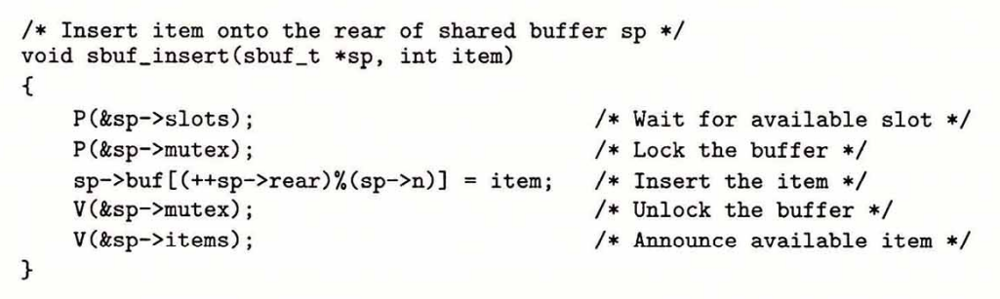 /* Insert item onto the rear of shared buffer sp */
void sbuf_insert(sbuf_t *sp, int item)
{
    P(&sp->slots);                          /* Wait for available slot */
    P(&sp->mutex);                          /* Lock the buffer */
    sp->buf[(++sp->rear)%(sp->n)] = item;   /* Insert the item */
    V(&sp->mutex);                          /* Unlock the buffer */
    V(&sp->items);                          /* Announce available item */
}